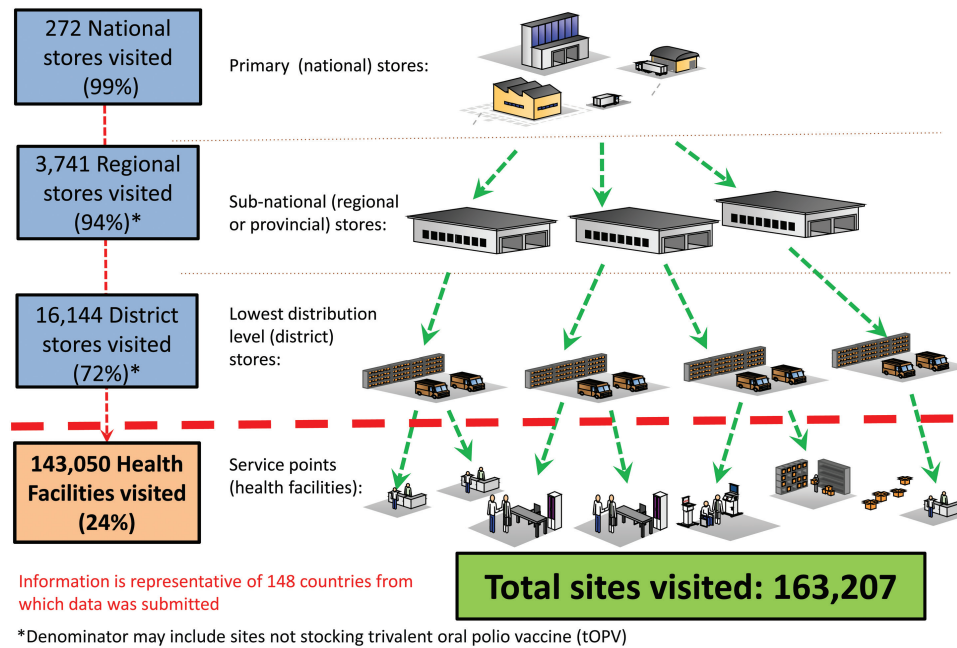 272 National
stores visited
(99%)
Primary (national) stores:
3,741 Regional
stores visited
(94%)*
Sub-national (regional
or provincial) stores:
16,144 District
stores visited
(72%)*
Lowest distribution
level (district)
stores:
143,050 Health
Facilities visited
(24%)
Service points
(health facilities):
Information is representative of 148 countries from
which data was submitted
Total sites visited: 163,207
*Denominator may include sites not stocking trivalent oral polio vaccine (tOPV)